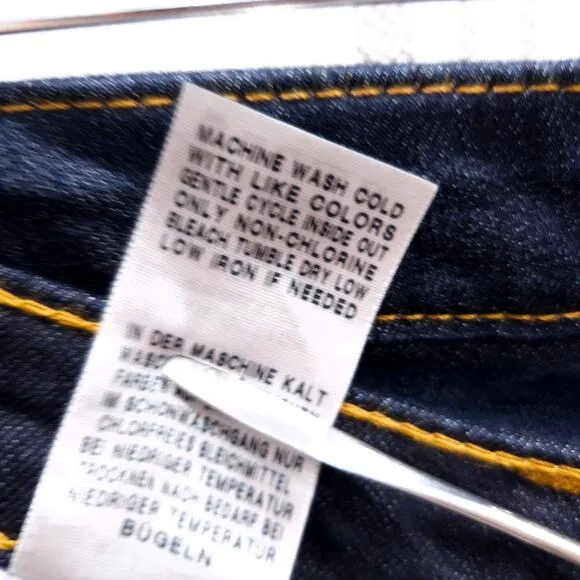 MACHINE WASH COLD
WITH LIKE COLORS
GENTLE CYCLE INSIDE OUT
ONLY NON-CHLORINE
BLEACH TUMBLE DRY LOW
LOW IRON IF NEEDED
IN DER MASCHINE KALT
FARBEN
IM SCHONWASCHGANG NUR
CHLORFREIES BLEICHMITTEL
BEI NIEDRIGER TEMPERATUR
TROCKNEN NACH BEDARF BEI
NIEDRIGER TEMPERATUR
BÜGELN